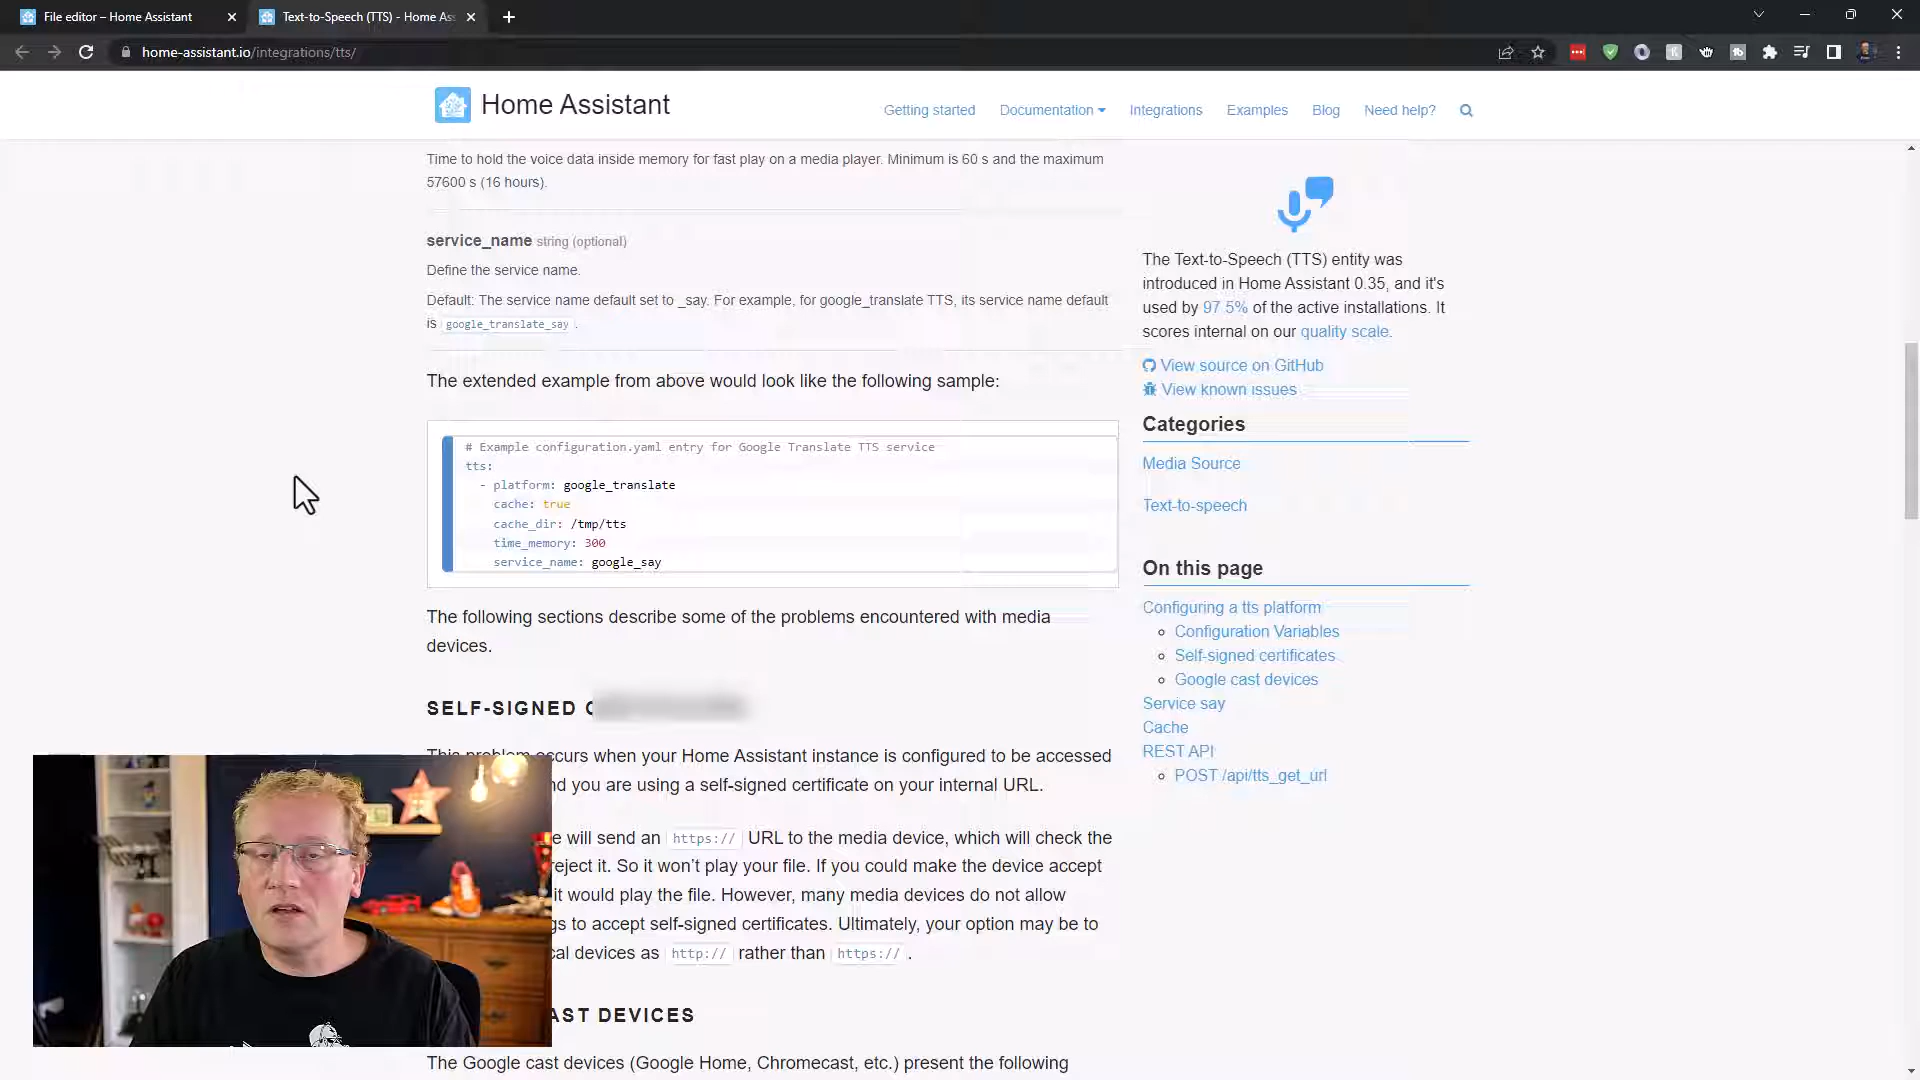 File editor – Home Assistant
Text-to-Speech (TTS) - Home Ass
home-assistant.io/integrations/tts/
Home Assistant
Getting started
Documentation
Integrations
Examples
Blog
Need help?
Time to hold the voice data inside memory for fast play on a media player. Minimum is 60 s and the maximum
57600 s (16 hours).
service_name string (optional)
Define the service name.
Default: The service name default set to _say. For example, for google_translate TTS, its service name default
is google_translate_say .
The extended example from above would look like the following sample:
# Example configuration.yaml entry for Google Translate TTS service
tts:
- platform: google_translate
cache: true
cache_dir: /tmp/tts
time_memory: 300
service_name: google_say
The following sections describe some of the problems encountered with media
devices.
SELF-SIGNED
This problem occurs when your Home Assistant instance is configured to be accessed
nd you are using a self-signed certificate on your internal URL.
e will send an https:// URL to the media device, which will check the
reject it. So it won't play your file. If you could make the device accept
it would play the file. However, many media devices do not allow
gs to accept self-signed certificates. Ultimately, your option may be to
cal devices as http:// rather than https:// .
AST DEVICES
The Google cast devices (Google Home, Chromecast, etc.) present the following
The Text-to-Speech (TTS) entity was
introduced in Home Assistant 0.35, and it's
used by 97.5% of the active installations. It
scores internal on our quality scale.
View source on GitHub
View known issues
Categories
Media Source
Text-to-speech
On this page
Configuring a tts platform
Configuration Variables
Self-signed certificates
Google cast devices
Service say
Cache
REST API
POST /api/tts_get_url